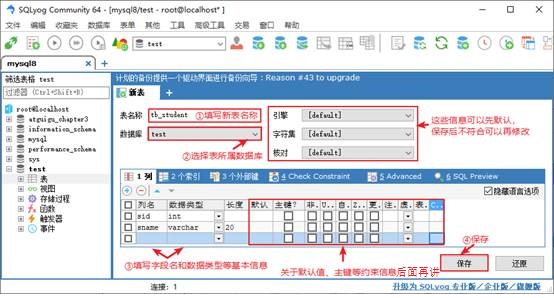 SQLyog Community 64 - [mysql8/test - root@localhost* ]
文件 编辑 收藏夹 数据库 表单 其他 工具 高级工具 交易 窗口 帮助
test
mysql8
筛选表格 (test)
过滤器 (Ctrl+Shift+B)
root@localhost
atguigu_chapter3
information_schema
mysql
performance_schema
sys
test
表
视图
存储过程
函数
触发器
事件
计划的备份提供一个驱动界面进行备份向导: Reason #43 to upgrade
新表
表名称 tb_student ①填写新表名称
数据库 test
②选择表所属数据库
引擎 [default]
字符集 [default]
核对 [default]
这些信息可以先默认,
保存后不符合可以再修改
1 列 2 个索引 3 个外部键 4 Check Constraint 5 Advanced 6 SQL Preview
隐藏语言选项
列名 数据类型 长度 默认 主键? 非.. U.. 自.. Z.. 更.. 注.. 虚.. 表.. C..
sid int
sname varchar 20
③填写字段名和数据类型等基本信息
关于默认值、主键等约束信息后面再讲
④保存
保存 还原
连接: 1
升级为 SQLyog 专业版/企业版/旗舰版